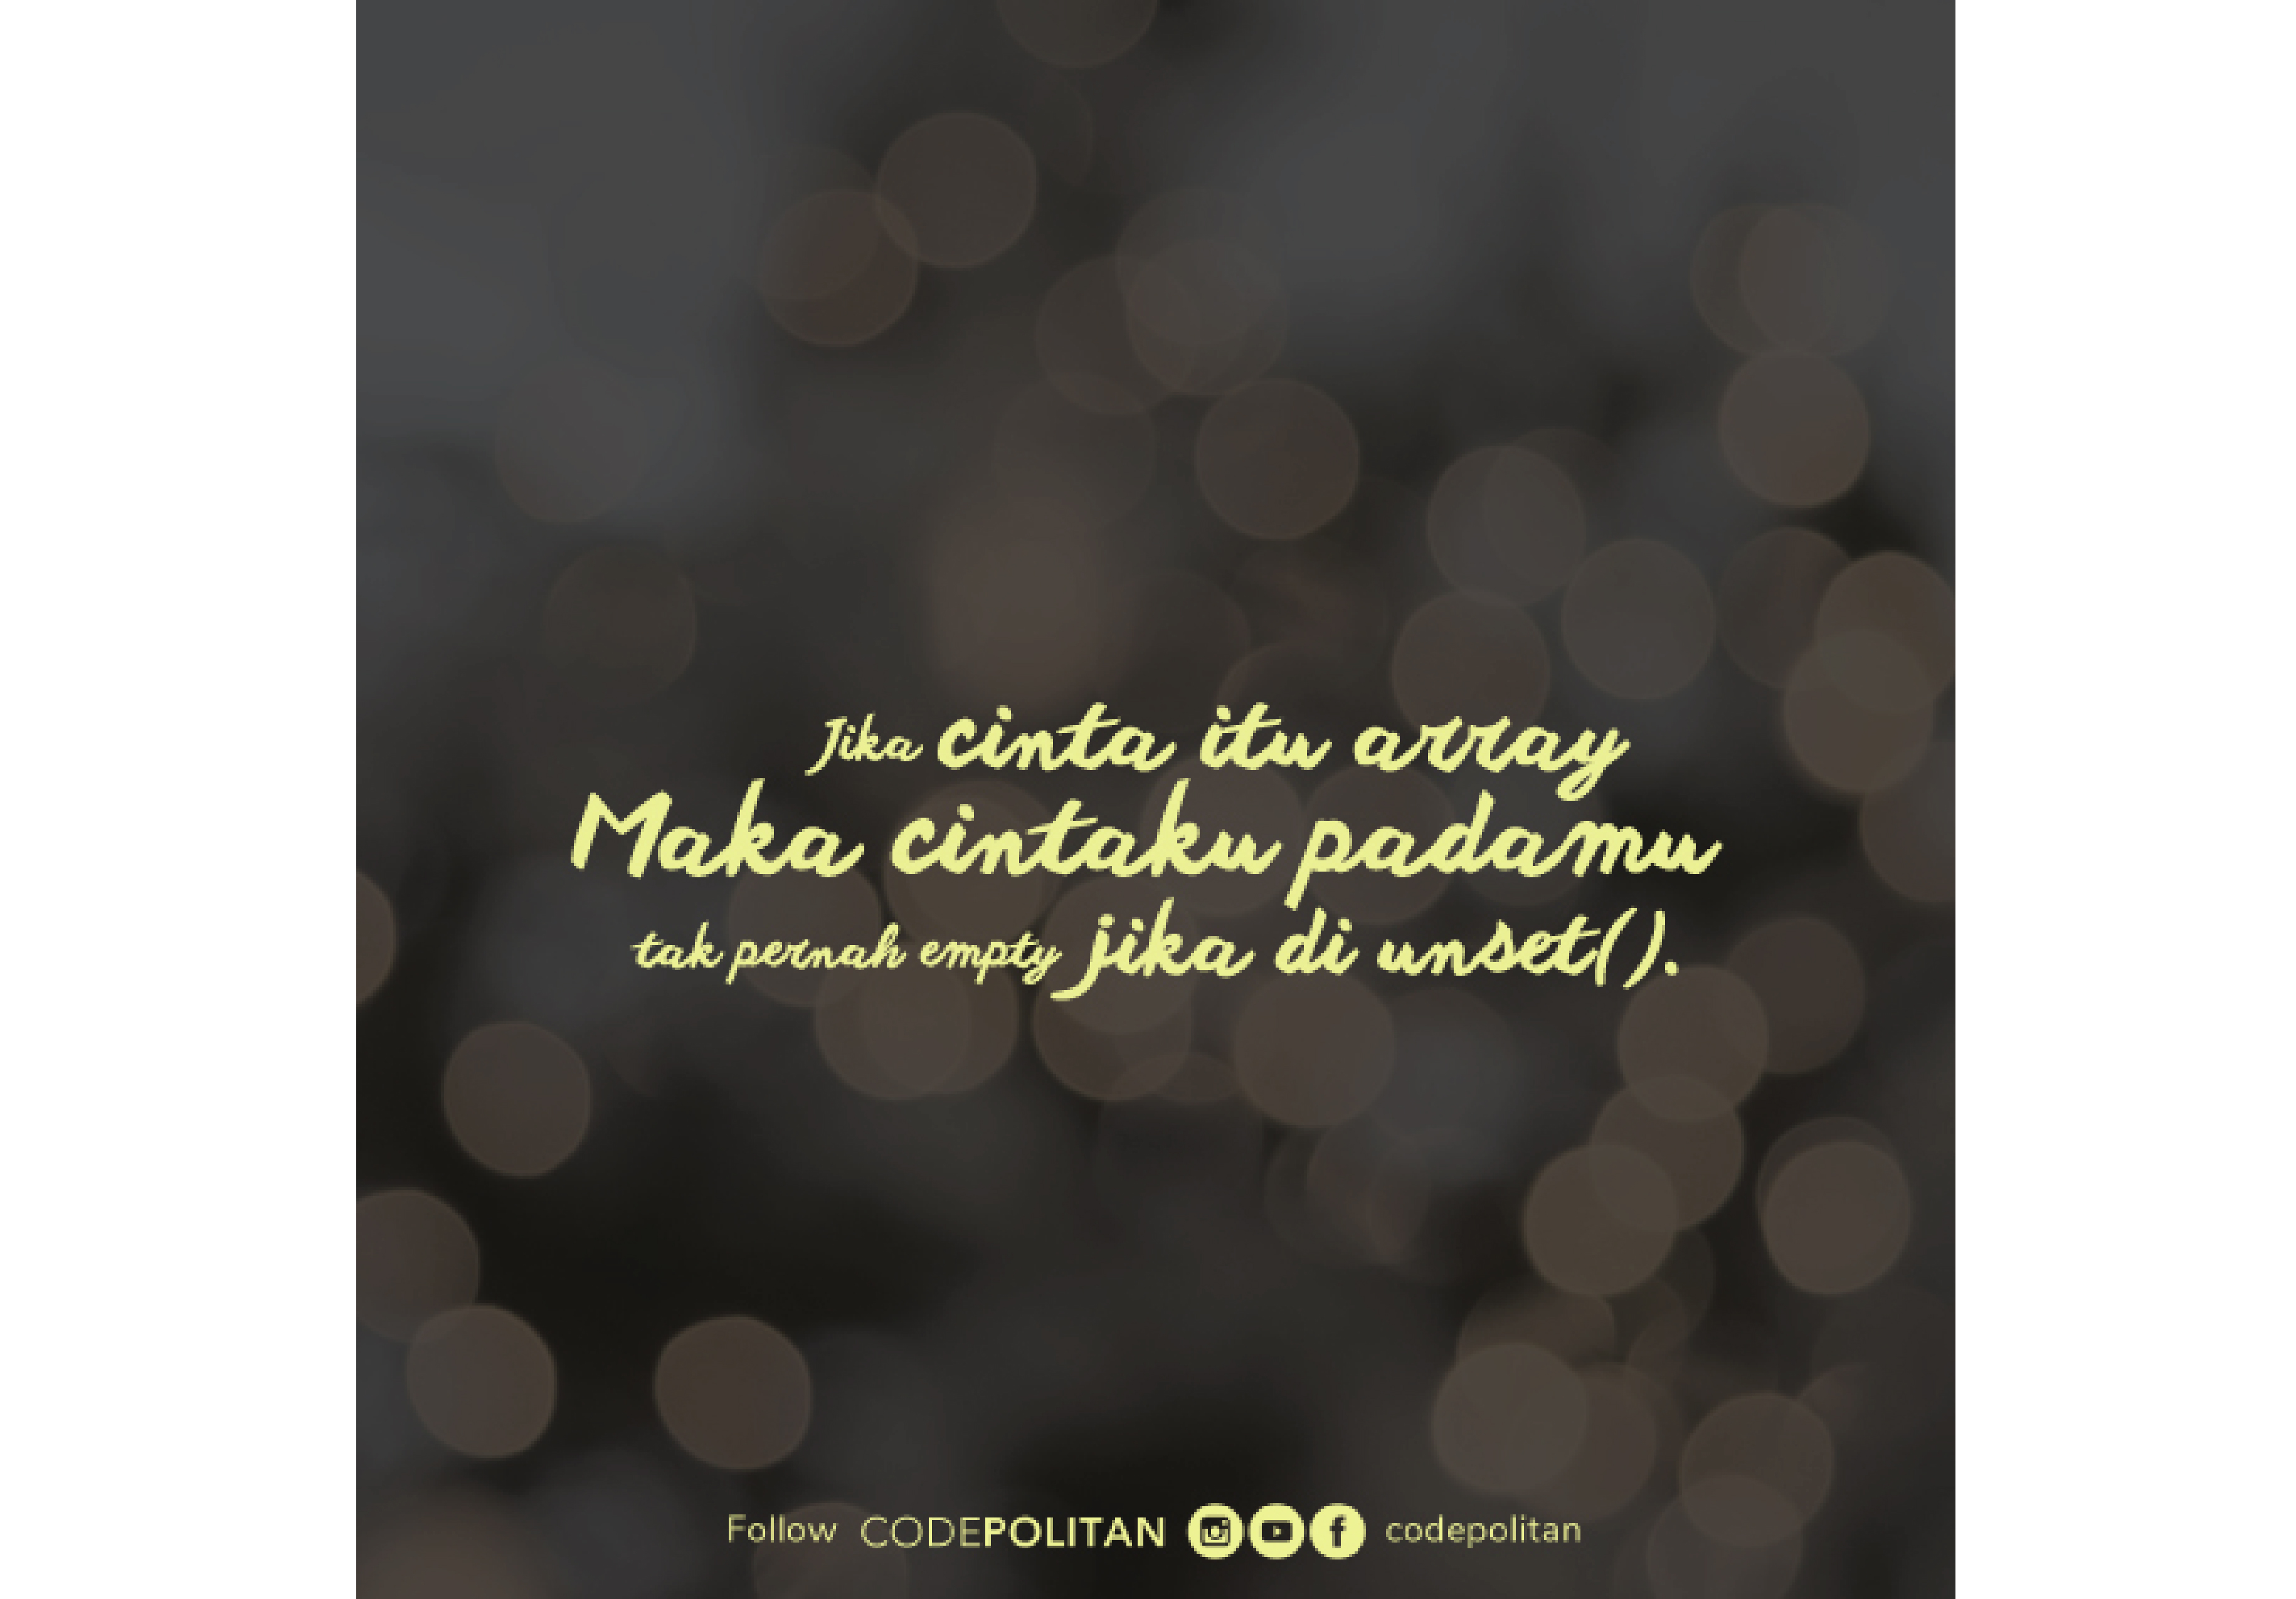 Jika cinta itu array
Maka cintaku padamu
tak pernah empty jika di unset().
Follow CODEPOLITAN codepolitan